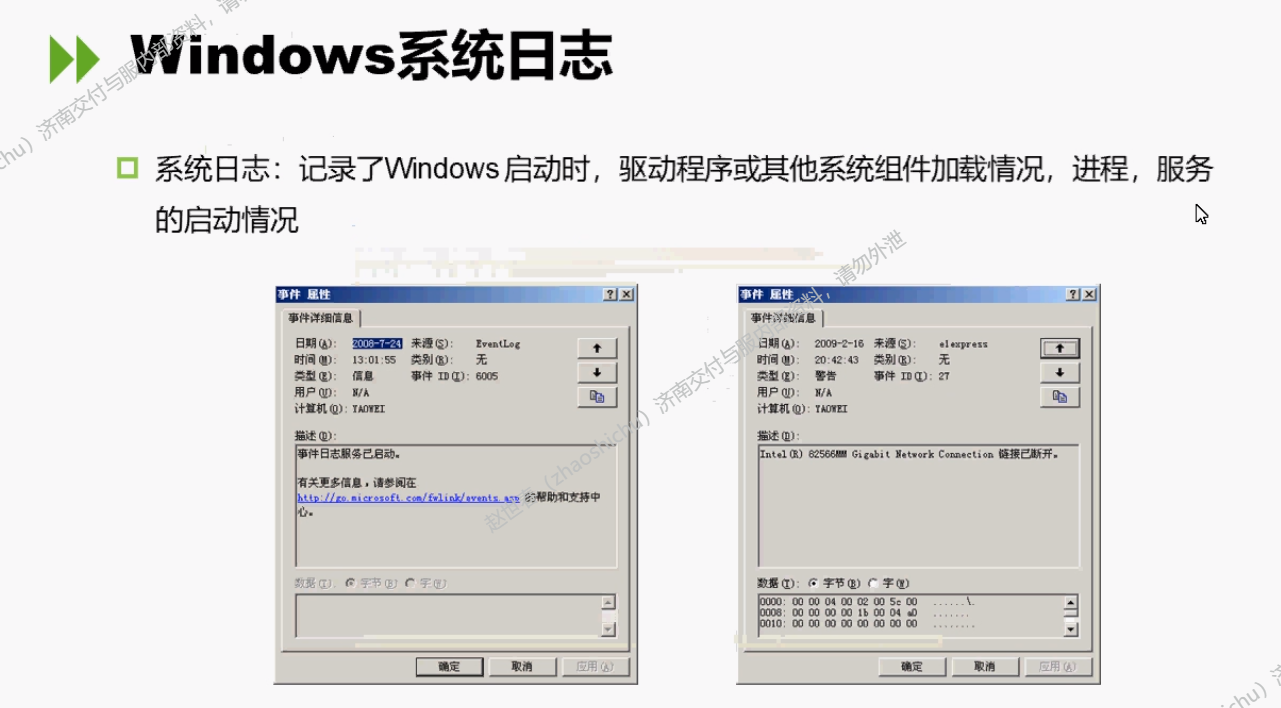 Windows系统日志
系统日志：记录了Windows 启动时，驱动程序或其他系统组件加载情况，进程，服务
的启动情况
事件 属性
事件详细信息
日期(A): 2008-7-24 来源(S): EventLog
时间(M): 13:01:55 类别(R): 无
类型(E): 信息 事件 ID(I): 6005
用户(U): N/A
计算机(O): YAOWEI
描述(D):
事件日志服务已启动。
有关更多信息，请参阅在
http://go.microsoft.com/fwlink/events.asp 的帮助和支持中
心。
数据(T): 字节(B) 字(W)
确定 取消 应用(A)
事件 属性
事件详细信息
日期(A): 2009-2-16 来源(S): e1express
时间(M): 20:42:43 类别(R): 无
类型(E): 警告 事件 ID(I): 27
用户(U): N/A
计算机(O): YAOWEI
描述(D):
Intel(R) 82566MM Gigabit Network Connection 链接已断开。
数据(T): 字节(B) 字(W)
0000: 00 00 04 00 02 00 5c 00 ......\.
0008: 00 00 00 00 1b 00 04 a0 .......
0010: 00 00 00 00 00 00 00 00 ........
确定 取消 应用(A)
(zhaoshichu) 济南交付与服内部资料，请勿外泄